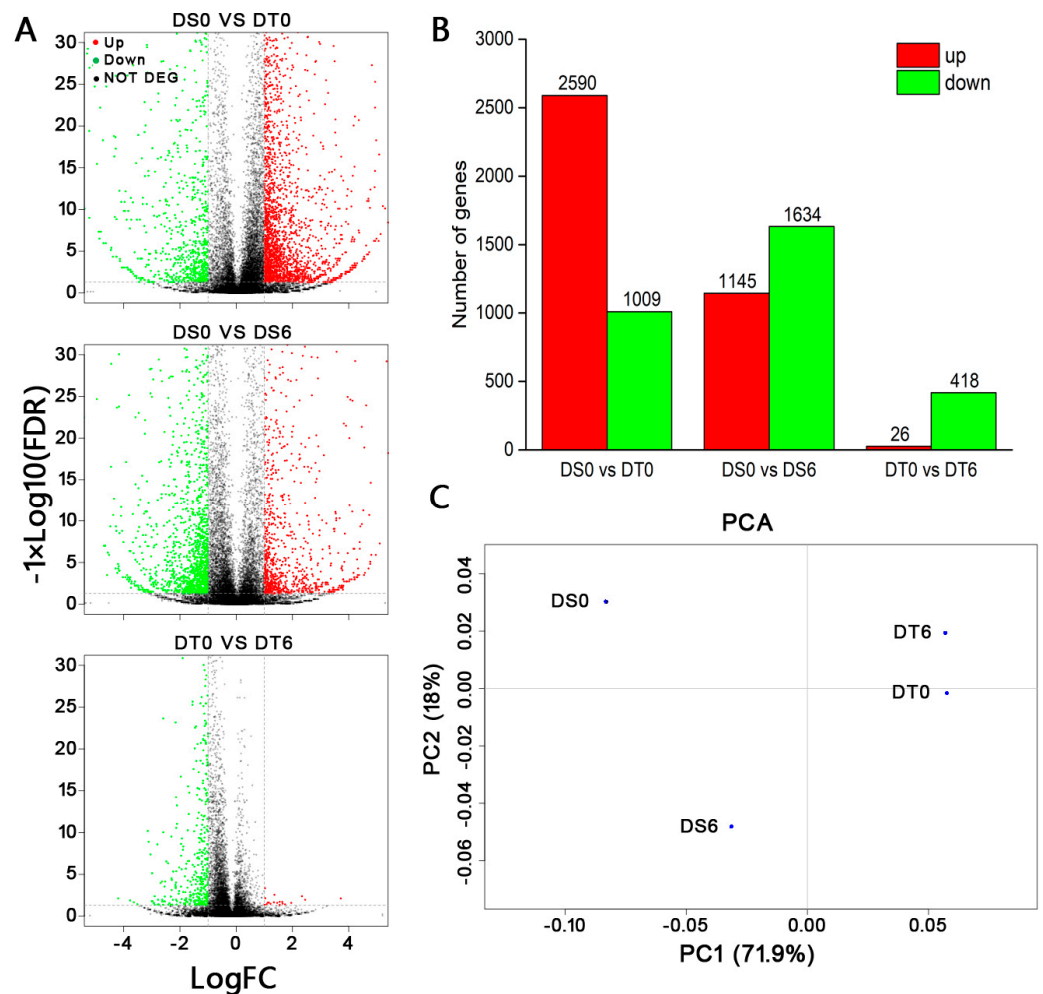 A
DS0 VS DT0
Up
Down
NOT DEG
30
25
20
15
10
5
0
DS0 VS DS6
30
25
20
15
10
5
0
DT0 VS DT6
30
25
20
15
10
5
0
-4 -2 0 2 4
LogFC
-1×Log10(FDR)
B
3000
2500
2000
1500
1000
500
0
Number of genes
up
down
2590
1009
1145
1634
26
418
DS0 vs DT0 DS0 vs DS6 DT0 vs DT6
C
PCA
0.04
0.02
0.00
-0.02
-0.04
-0.06
PC2 (18%)
DS0
DT6
DT0
DS6
-0.10 -0.05 0.00 0.05
PC1 (71.9%)